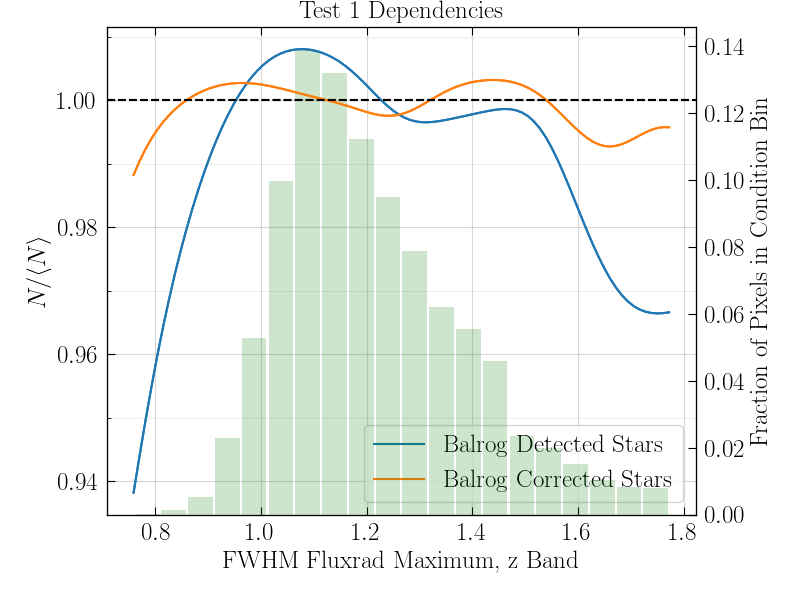 Test 1 Dependencies
N/⟨N⟩
1.00
0.98
0.96
0.94
0.14
0.12
0.10
0.08
0.06
0.04
0.02
0.00
Fraction of Pixels in Condition Bin
Balrog Detected Stars
Balrog Corrected Stars
0.8 1.0 1.2 1.4 1.6 1.8
FWHM Fluxrad Maximum, z Band